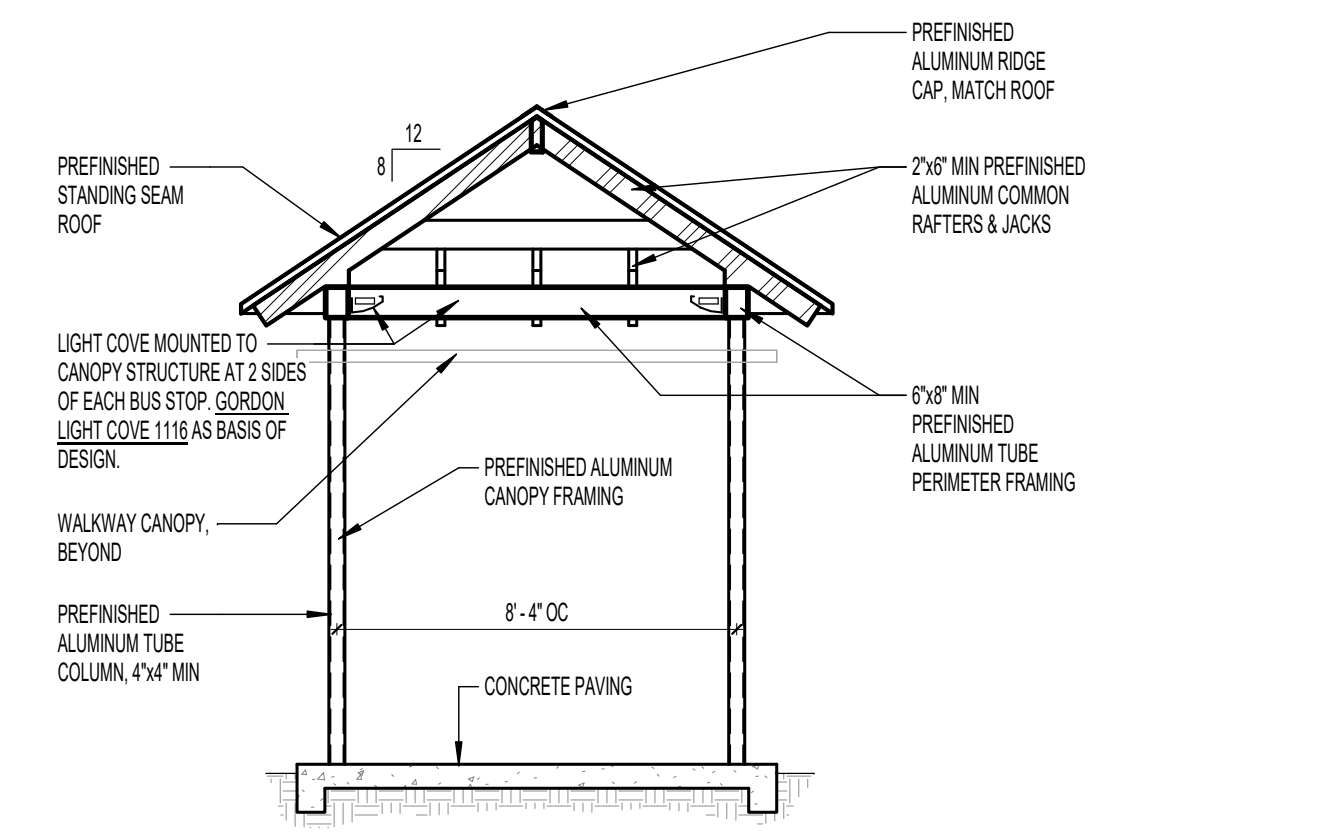 PREFINISHED
ALUMINUM RIDGE
CAP, MATCH ROOF
12
8
PREFINISHED
STANDING SEAM
ROOF
2"x6" MIN PREFINISHED
ALUMINUM COMMON
RAFTERS & JACKS
LIGHT COVE MOUNTED TO
CANOPY STRUCTURE AT 2 SIDES
OF EACH BUS STOP. GORDON
LIGHT COVE 1116 AS BASIS OF
DESIGN.
6"x8" MIN
PREFINISHED
ALUMINUM TUBE
PERIMETER FRAMING
PREFINISHED ALUMINUM
CANOPY FRAMING
WALKWAY CANOPY,
BEYOND
PREFINISHED
ALUMINUM TUBE
COLUMN, 4"x4" MIN
8' - 4" OC
CONCRETE PAVING